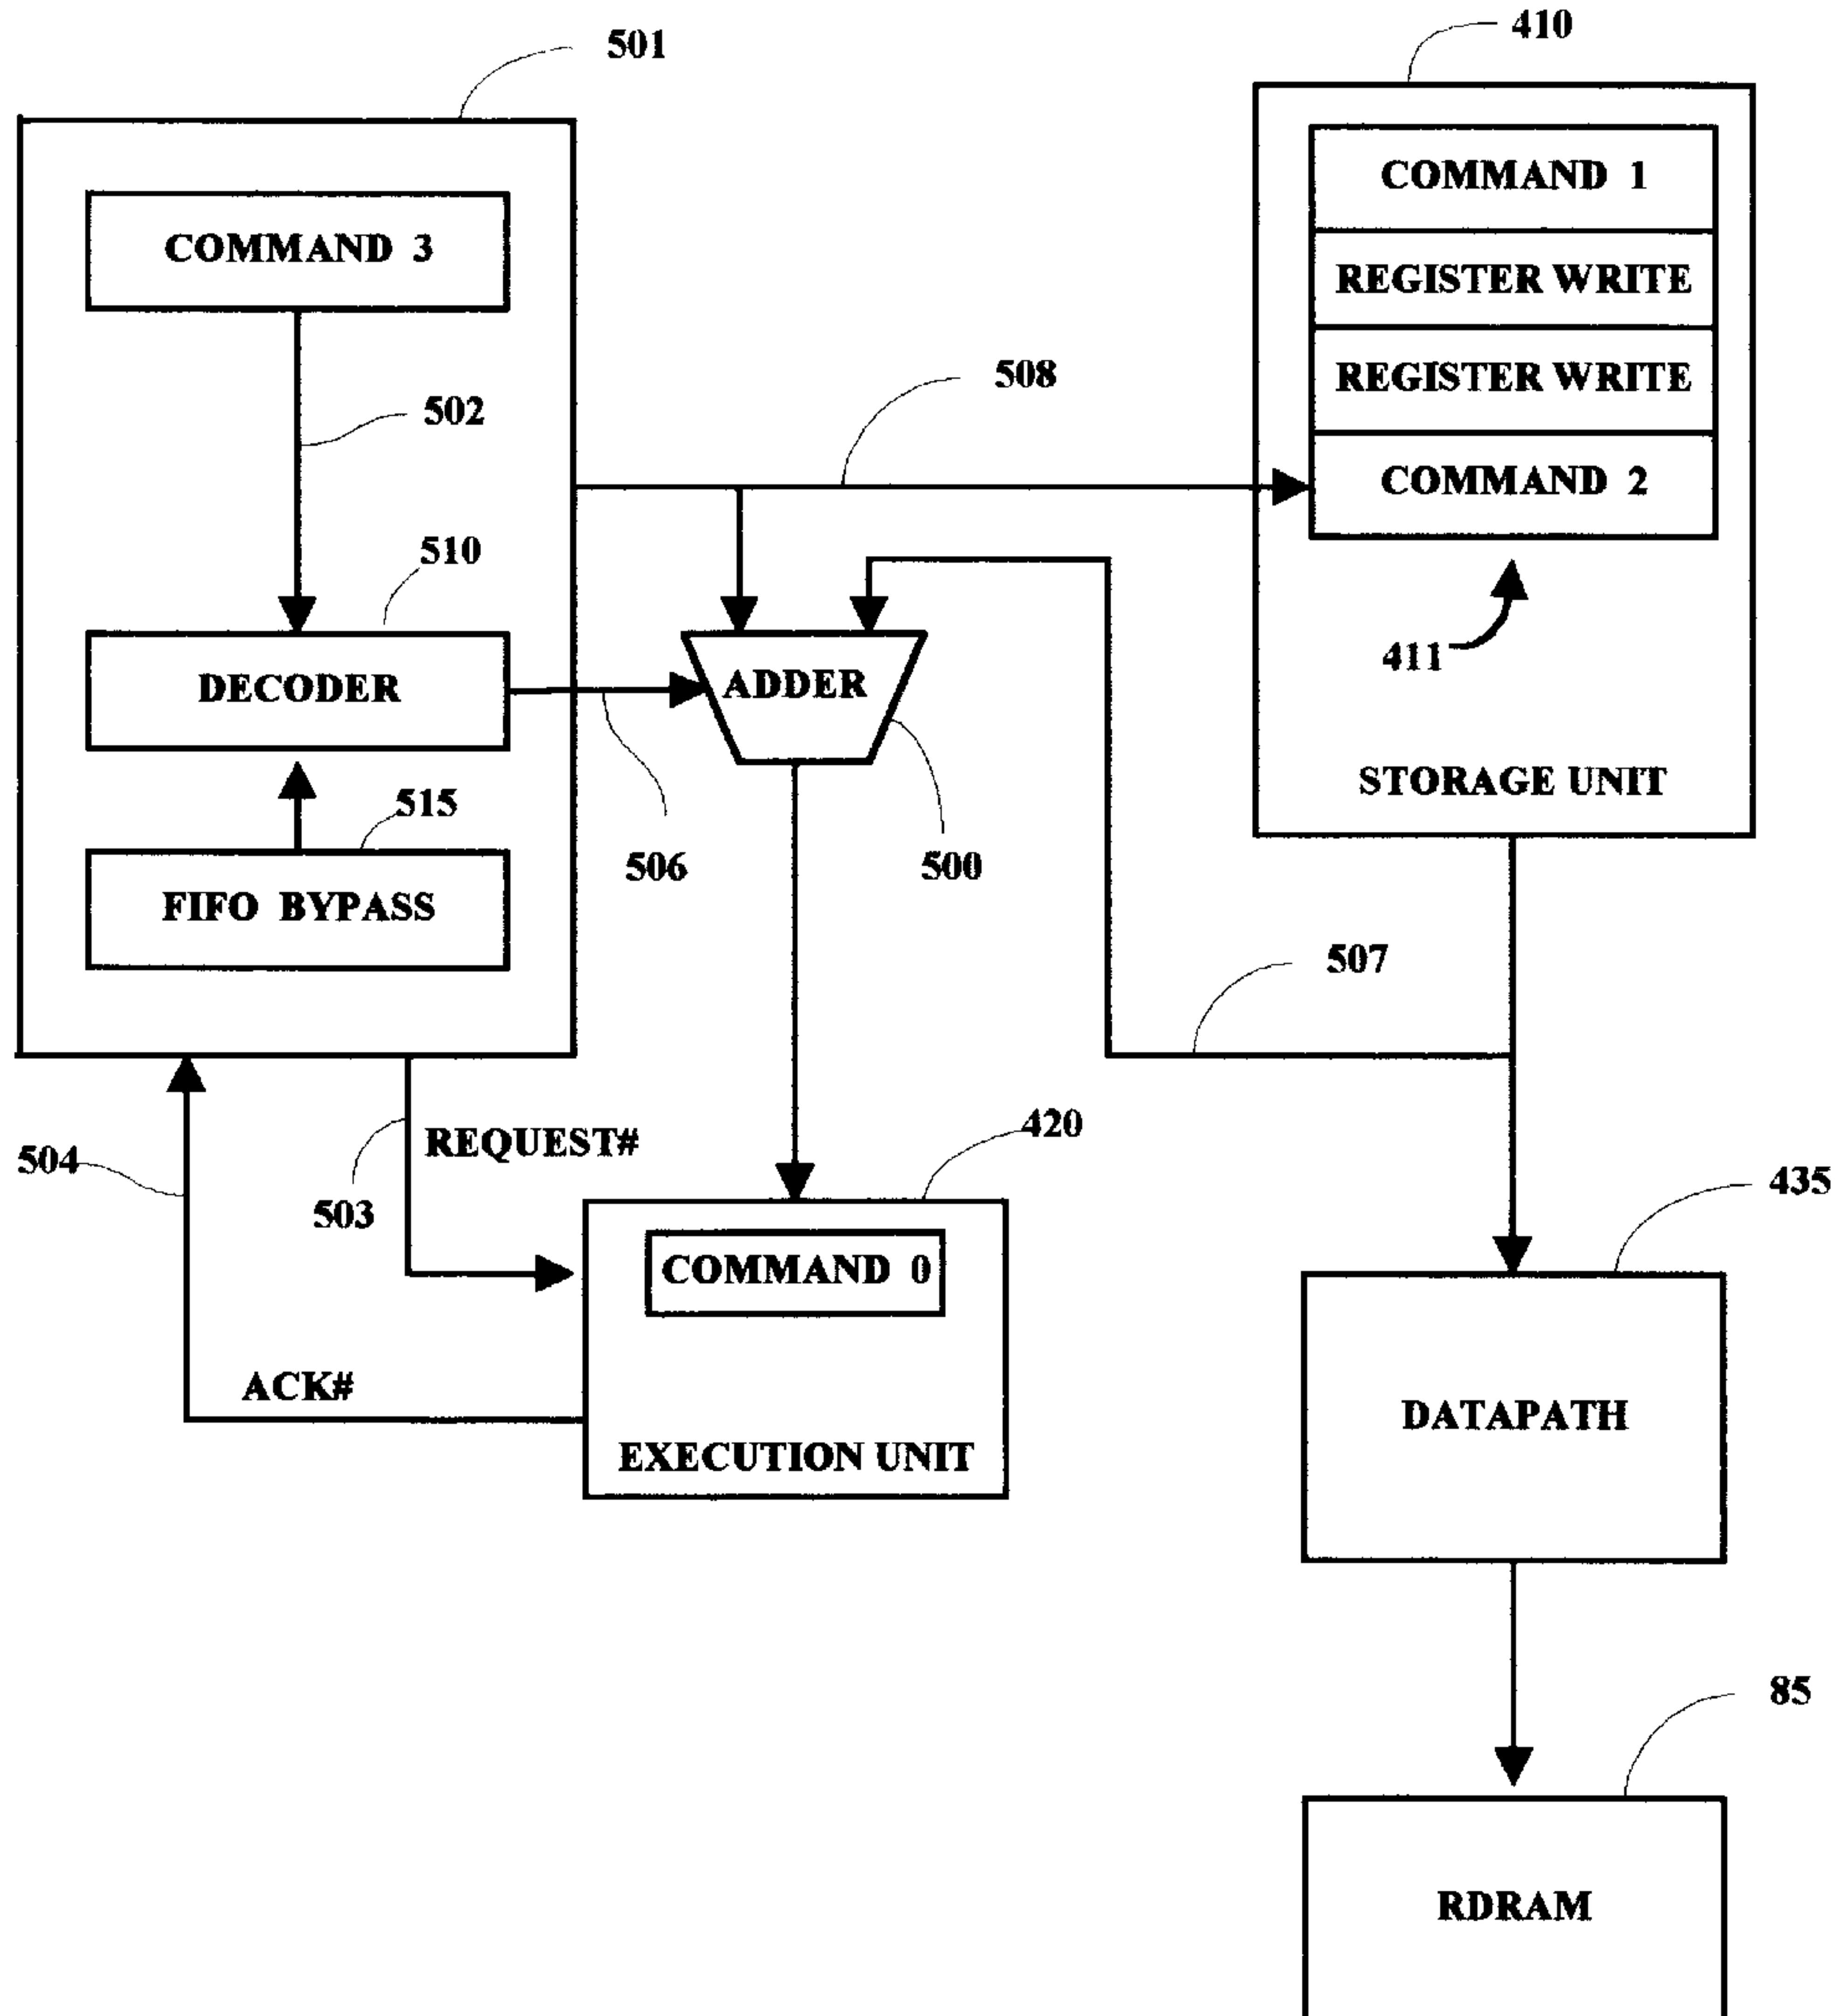 410
501
COMMAND 1
COMMAND 3
REGISTER WRITE
REGISTER WRITE
508
502
COMMAND 2
510
411
DECODER
ADDER
STORAGE UNIT
515
506
500
FIFO BYPASS
507
420
REQUEST#
504
435
503
COMMAND 0
ACK#
DATAPATH
EXECUTION UNIT
85
RDRAM